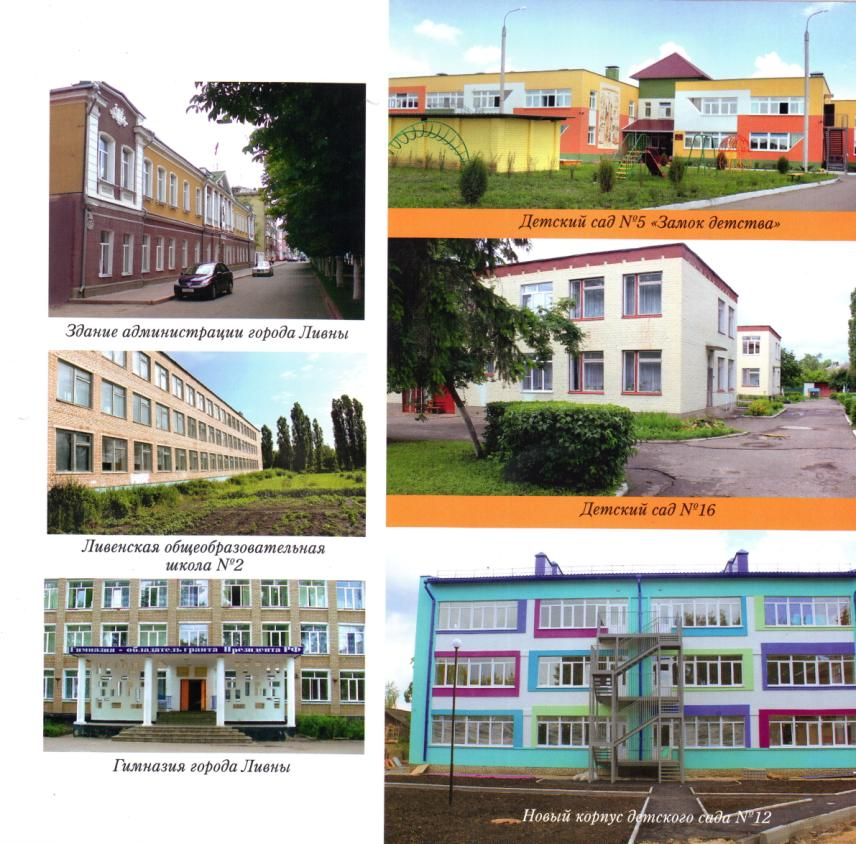 Здание администрации города Ливны
Ливенская общеобразовательная
школа №2
Гимназия - обладатель гранта Президента РФ
Гимназия города Ливны
Детский сад №5 «Замок детства»
Детский сад №16
Новый корпус детского сада №12